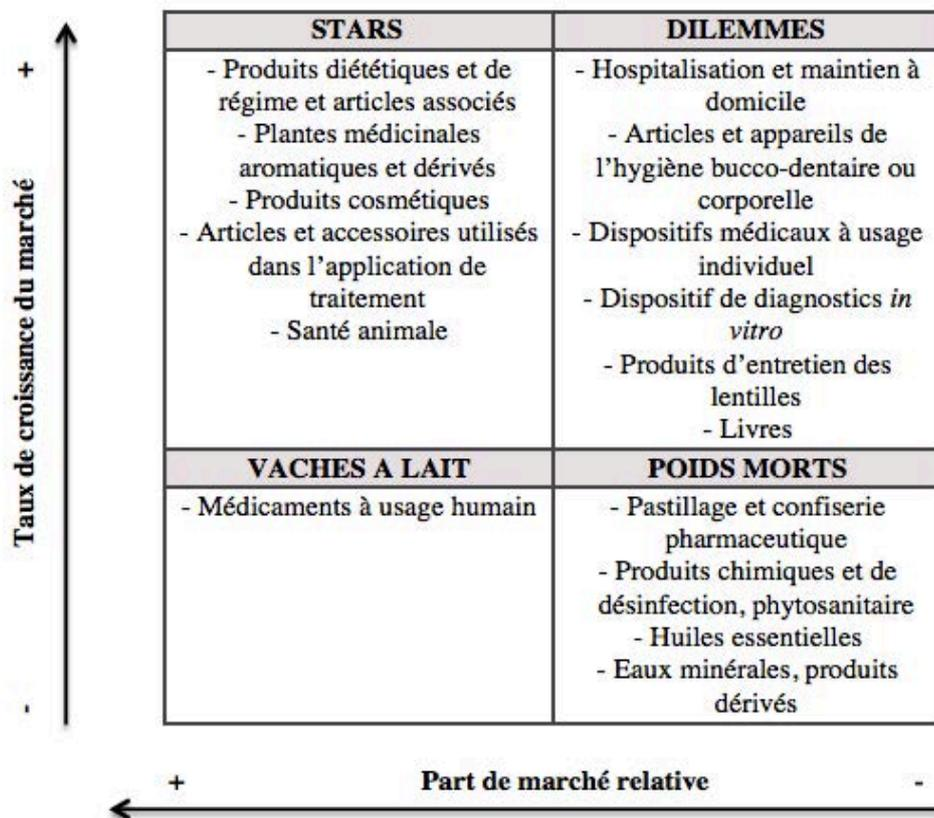 STARS
- Produits diététiques et de
régime et articles associés
- Plantes médicinales
aromatiques et dérivés
- Produits cosmétiques
- Articles et accessoires utilisés
dans l'application de
traitement
- Santé animale
DILEMMES
- Hospitalisation et maintien à
domicile
- Articles et appareils de
l'hygiène bucco-dentaire ou
corporelle
- Dispositifs médicaux à usage
individuel
- Dispositif de diagnostics in
vitro
- Produits d'entretien des
lentilles
- Livres
VACHES A LAIT
- Médicaments à usage humain
POIDS MORTS
- Pastillage et confiserie
pharmaceutique
- Produits chimiques et de
désinfection, phytosanitaire
- Huiles essentielles
- Eaux minérales, produits
dérivés
+
Taux de croissance du marché
-
+ Part de marché relative -